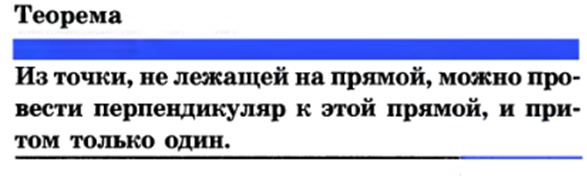 Теорема
Из точки, не лежащей на прямой, можно про-
вести перпендикуляр к этой прямой, и при-
том только один.